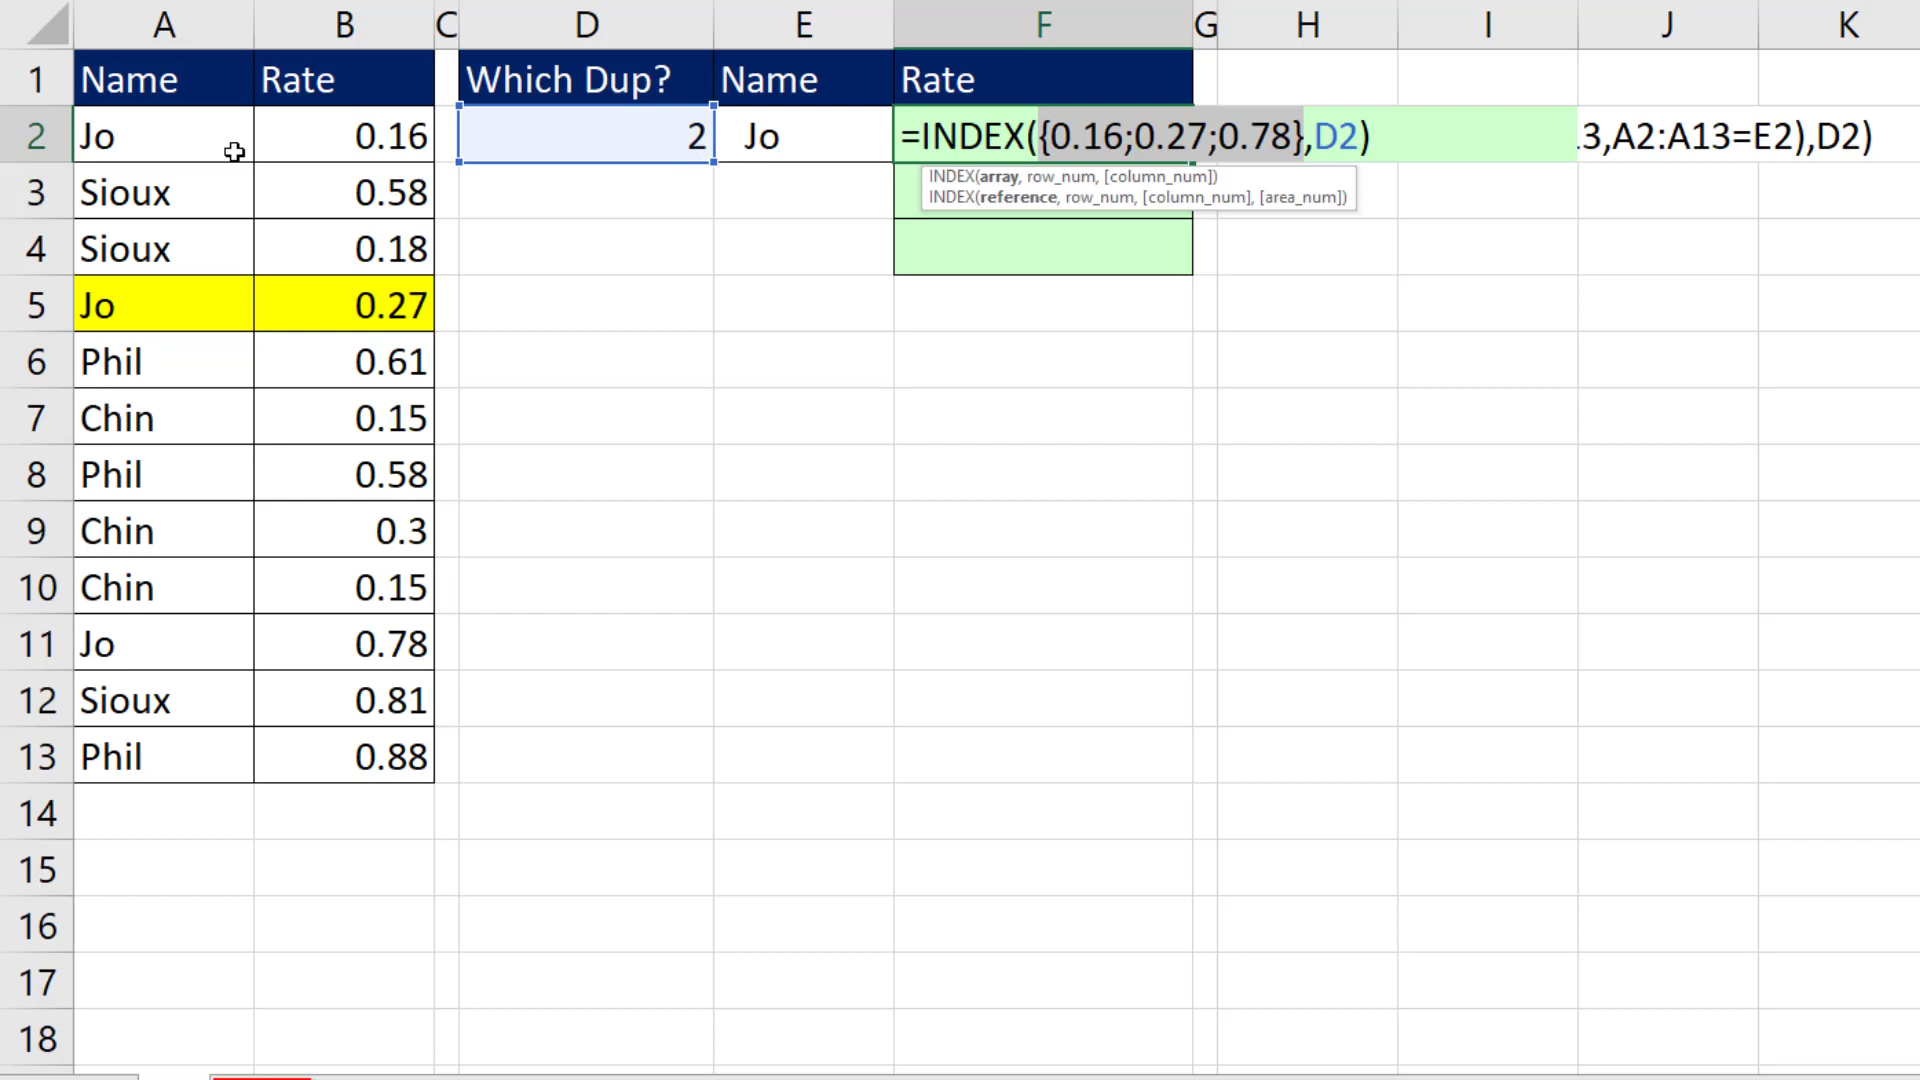 A B C D E F G H I J K
1 Name Rate Which Dup? Name Rate
2 Jo 0.16 2 Jo =INDEX({0.16;0.27;0.78},D2) 3,A2:A13=E2),D2)
INDEX(array, row_num, [column_num])
3 Sioux 0.58 INDEX(reference, row_num, [column_num], [area_num])
4 Sioux 0.18
5 Jo 0.27
6 Phil 0.61
7 Chin 0.15
8 Phil 0.58
9 Chin 0.3
10 Chin 0.15
11 Jo 0.78
12 Sioux 0.81
13 Phil 0.88
14
15
16
17
18